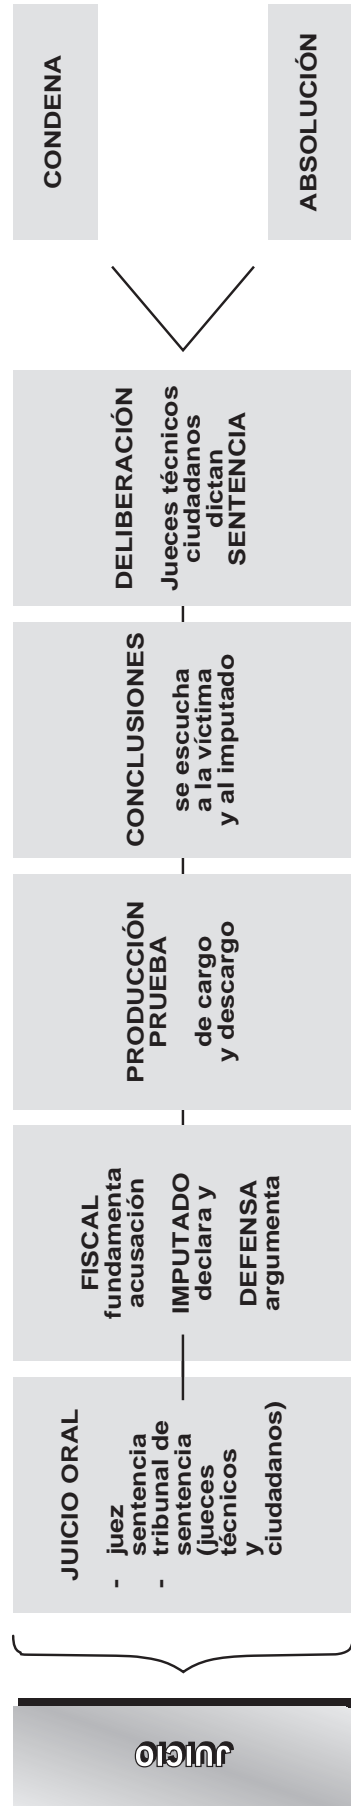 JUICIO
JUICIO ORAL
- juez
sentencia
- tribunal de
sentencia
(jueces
técnicos
y
ciudadanos)
FISCAL
fundamenta
acusación
IMPUTADO
declara y
DEFENSA
argumenta
PRODUCCIÓN
PRUEBA
de cargo
y descargo
CONCLUSIONES
se escucha
a la víctima
y al imputado
DELIBERACIÓN
Jueces técnicos
ciudadanos
dictan
SENTENCIA
CONDENA
ABSOLUCIÓN